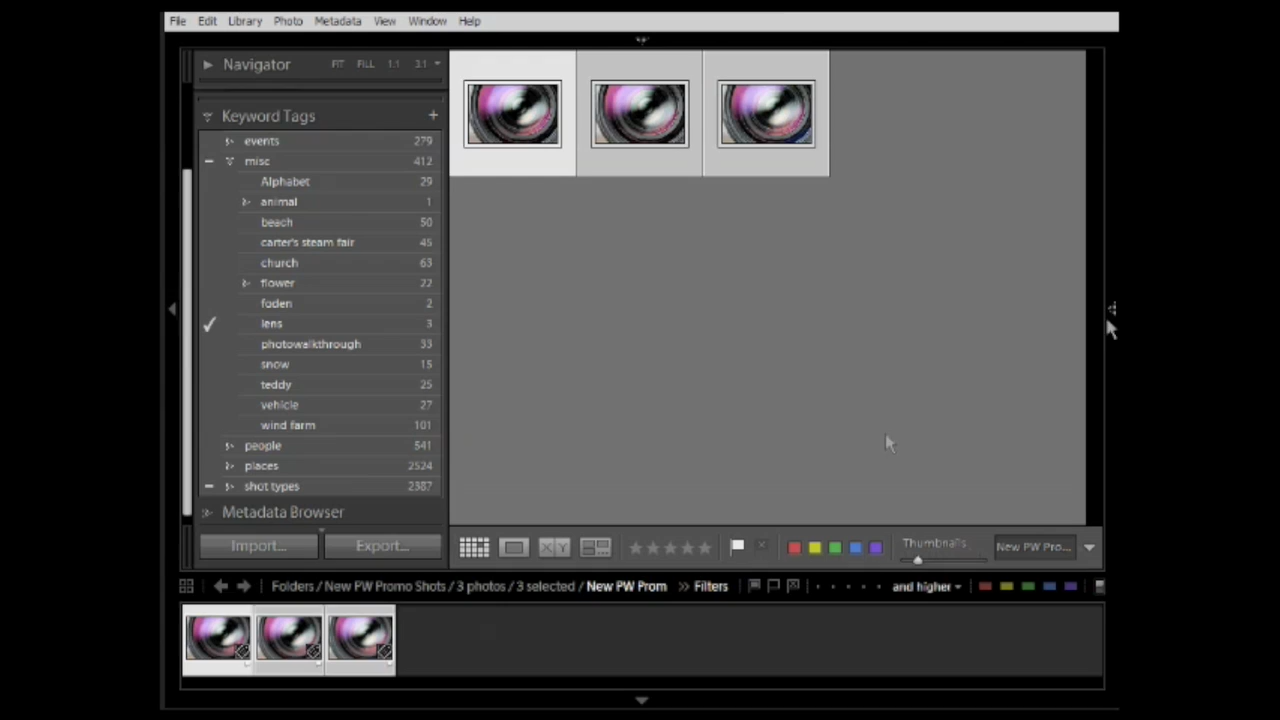 File Edit Library Photo Metadata View Window Help
Navigator FIT FILL 1:1 3:1
Keyword Tags +
events 279
misc 412
Alphabet 29
animal 1
beach 50
carter's steam fair 45
church 63
flower 22
foden 2
lens 3
photowalkthrough 33
snow 15
teddy 25
vehicle 27
wind farm 101
people 541
places 2524
shot types 2387
Metadata Browser
Import... Export...
XY
Thumbnails New PW Pro...
Folders / New PW Promo Shots / 3 photos / 3 selected / New PW Prom >> Filters and higher